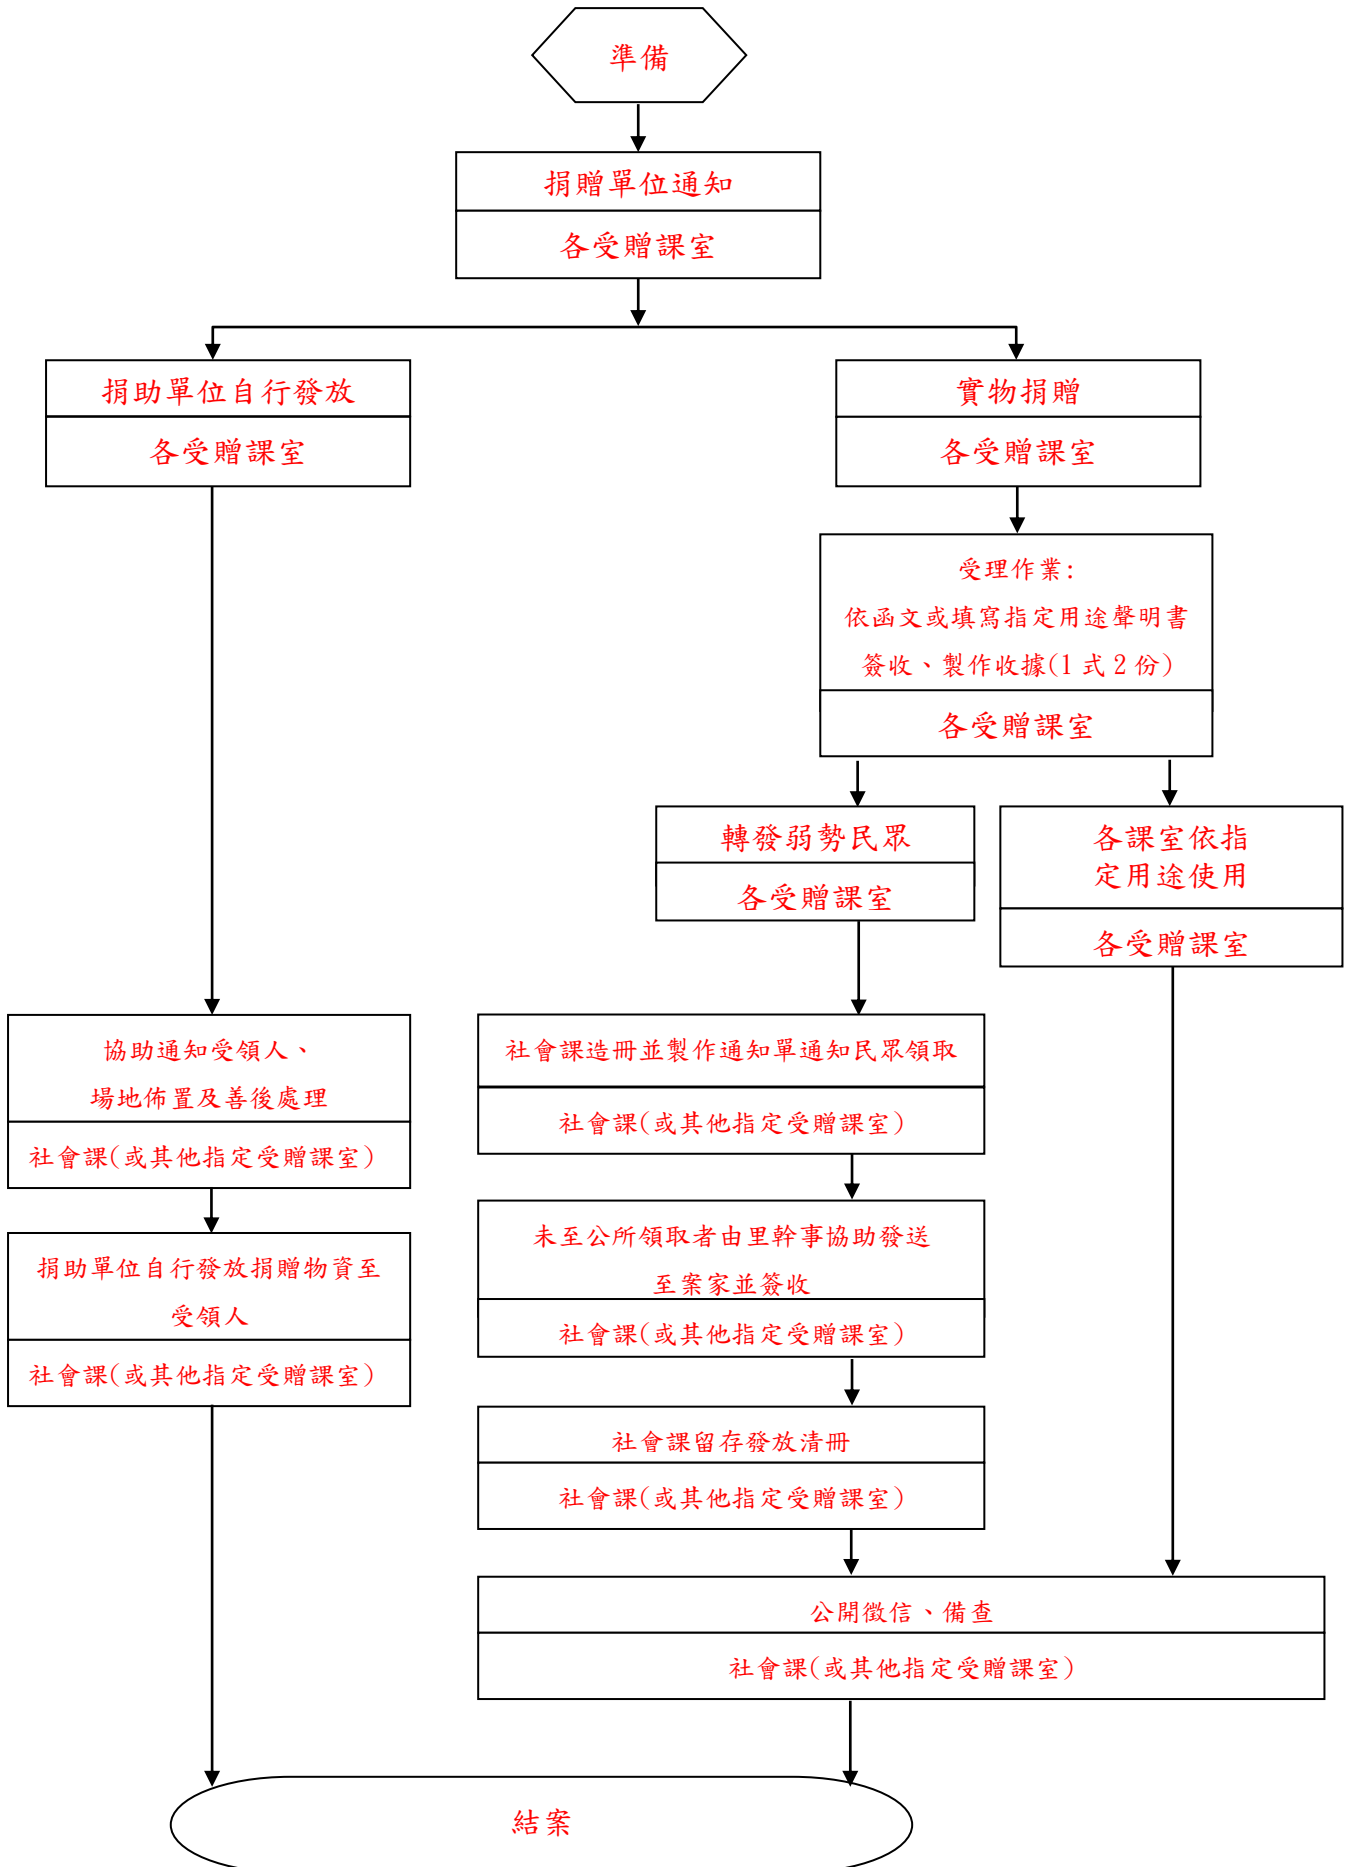 準備
捐贈單位通知
各受贈課室
捐助單位自行發放
各受贈課室
實物捐贈
各受贈課室
受理作業:
依函文或填寫指定用途聲明書
簽收、製作收據(1式2份)
各受贈課室
轉發弱勢民眾
各受贈課室
各課室依指
定用途使用
各受贈課室
協助通知受領人、
場地佈置及善後處理
社會課(或其他指定受贈課室)
捐助單位自行發放捐贈物資至
受領人
社會課(或其他指定受贈課室)
社會課造冊並製作通知單通知民眾領取
社會課(或其他指定受贈課室)
未至公所領取者由里幹事協助發送
至案家並簽收
社會課(或其他指定受贈課室)
社會課留存發放清冊
社會課(或其他指定受贈課室)
公開徵信、備查
社會課(或其他指定受贈課室)
結案